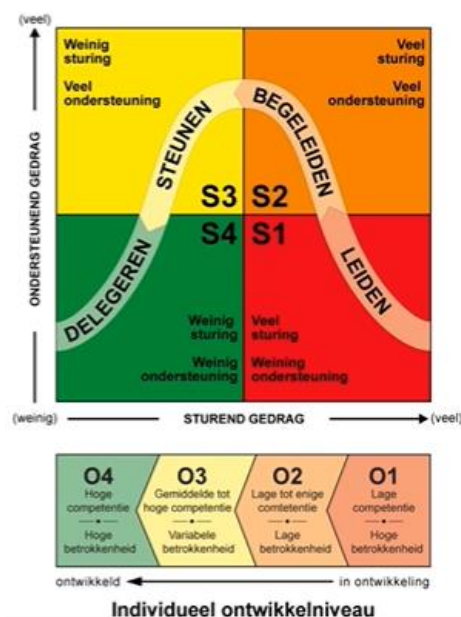 (veel)
ONDERSTEUNEND GEDRAG
Weinig
sturing
Veel
ondersteuning
Veel
sturing
Veel
ondersteuning
STEUNEN
BEGELEIDEN
S3 S2
S4 S1
DELEGEREN
LEIDEN
Weinig
sturing
Weinig
ondersteuning
Veel
sturing
Weining
ondersteuning
(weinig)
STUREND GEDRAG
(veel)
O4
Hoge
competentie
Hoge
betrokkenheid
O3
Gemiddelde tot
hoge competentie
Variabele
betrokkenheid
O2
Lage tot enige
comtetentie
Lage
betrokkenheid
O1
Lage
competentie
Hoge
betrokkenheid
ontwikkeld
in ontwikkeling
Individueel ontwikkelniveau